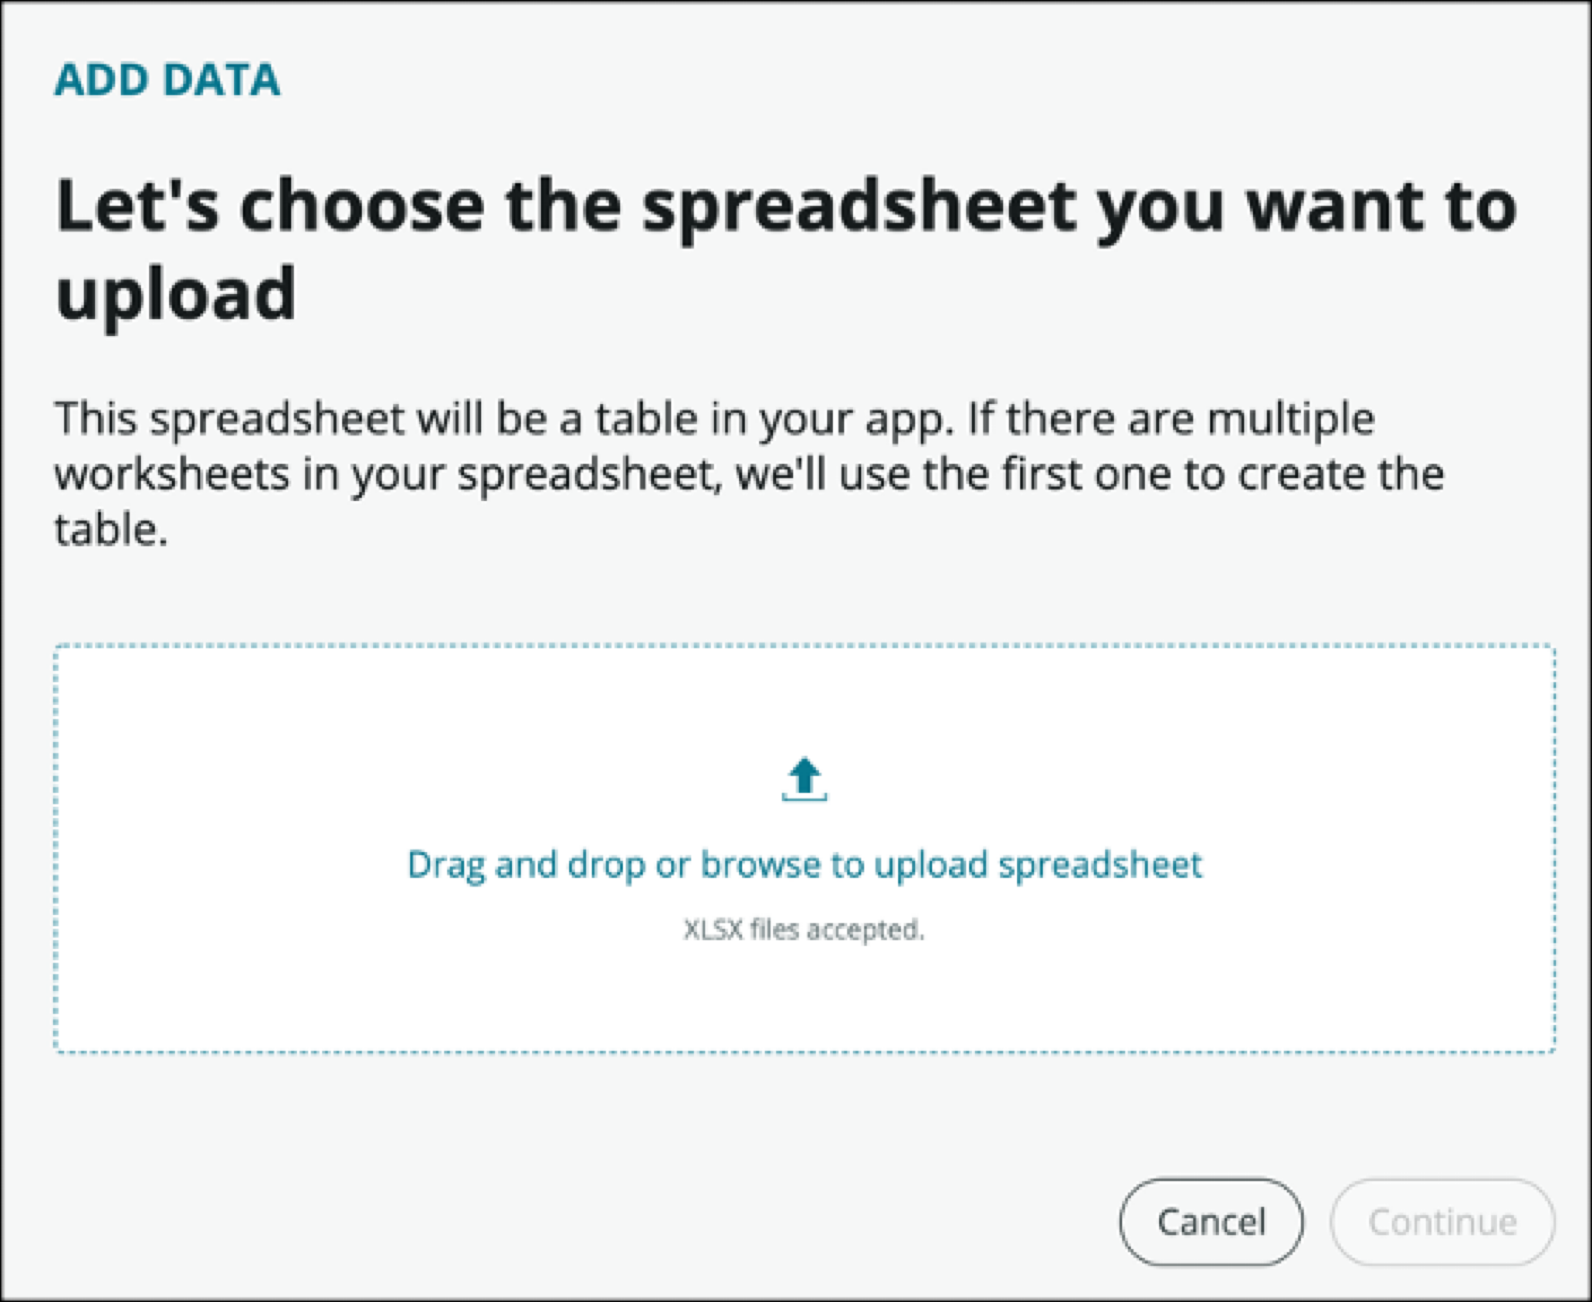 ADD DATA
Let's choose the spreadsheet you want to
upload
This spreadsheet will be a table in your app. If there are multiple
worksheets in your spreadsheet, we'll use the first one to create the
table.
Drag and drop or browse to upload spreadsheet
XLSX files accepted.
Cancel
Continue